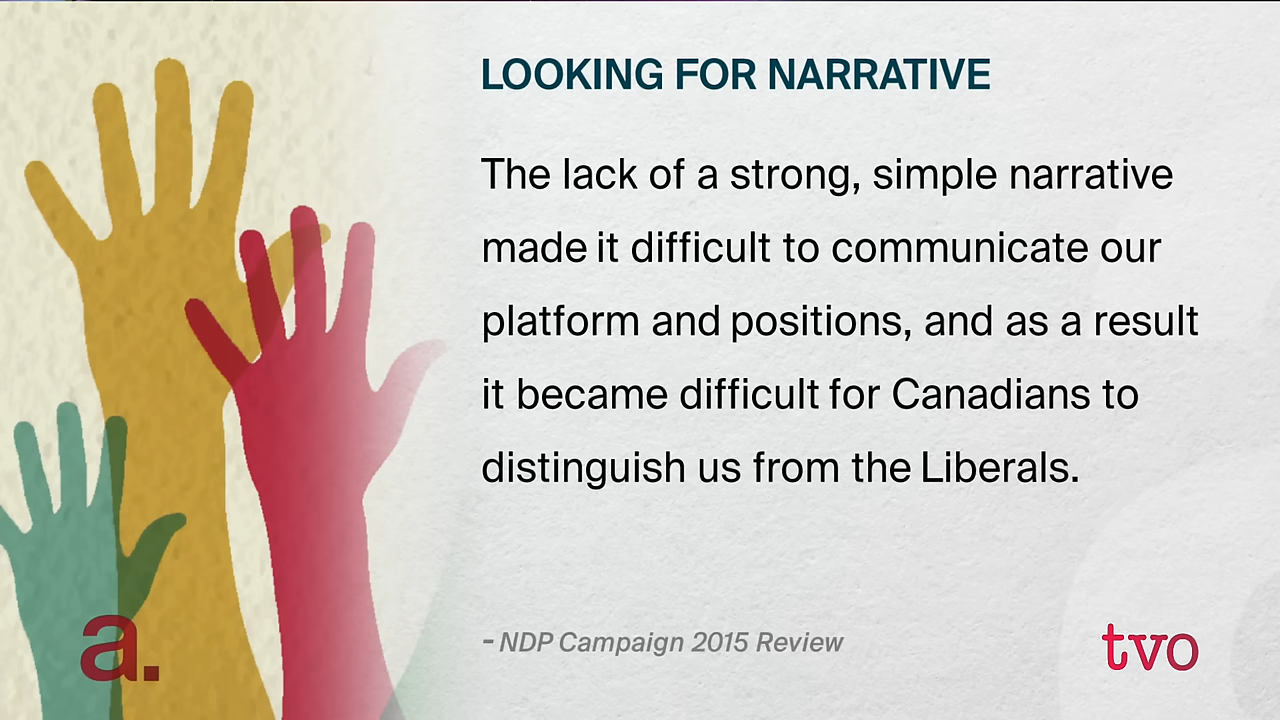 LOOKING FOR NARRATIVE
The lack of a strong, simple narrative
made it difficult to communicate our
platform and positions, and as a result
it became difficult for Canadians to
distinguish us from the Liberals.
- NDP Campaign 2015 Review
a.
tvo